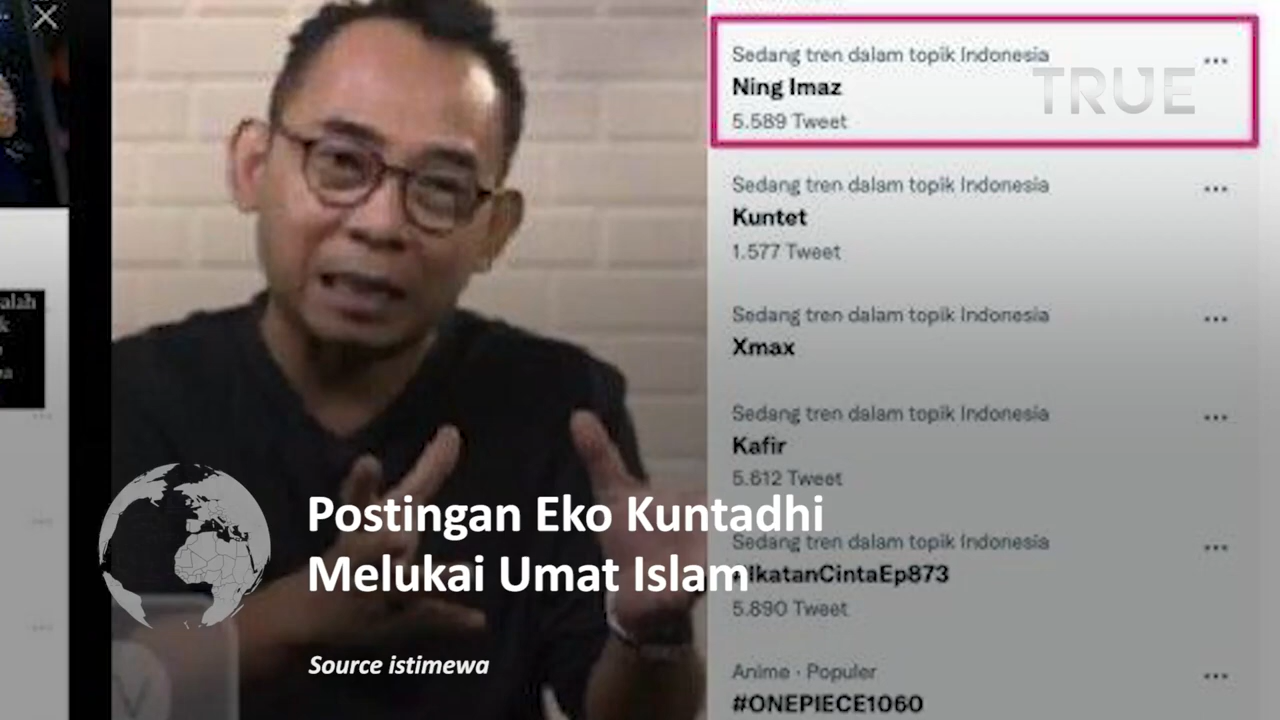 Sedang tren dalam topik Indonesia
Ning Imaz
5.589 Tweet
TRUE
Sedang tren dalam topik Indonesia
Kuntet
1.577 Tweet
Sedang tren dalam topik Indonesia
Xmax
Sedang tren dalam topik Indonesia
Kafir
5.612 Tweet
Sedang tren dalam topik Indonesia
#IkatanCintaEp873
5.890 Tweet
Anime · Populer
#ONEPIECE1060
alah
k
a
Postingan Eko Kuntadhi
Melukai Umat Islam
Source istimewa
V